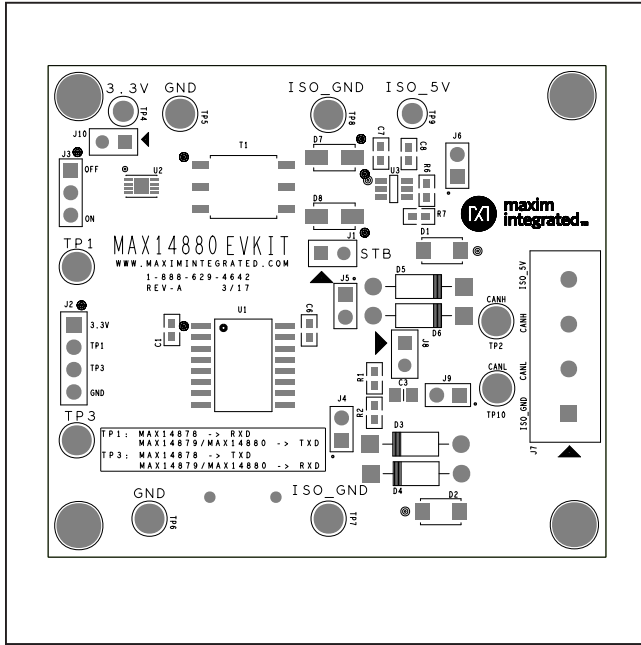 3.3V
GND
ISO_GND
ISO_5V
TP4
TP5
TP8
TP9
J10
C7
C8
J6
D7
T1
J3
OFF
U2
U3
R6
ON
D8
R7
maxim
integrated™
J1
D1
TP1
MAX14880 EVKIT
STB
WWW.MAXIMINTEGRATED.COM
1-888-629-4642
REV-A 3/17
J5
D5
ISO_5V
J2
3.3V
C6
U1
CANH
CANH
D6
TP1
C1
TP2
J8
TP3
R1
CANL
CANL
C3
J9
GND
R2
J4
TP10
ISO_GND
TP3
D3
J7
TP1: MAX14878 -> RXD
MAX14879/MAX14880 -> TXD
TP3: MAX14878 -> TXD
MAX14879/MAX14880 -> RXD
GND
ISO_GND
D4
D2
TP6
TP7